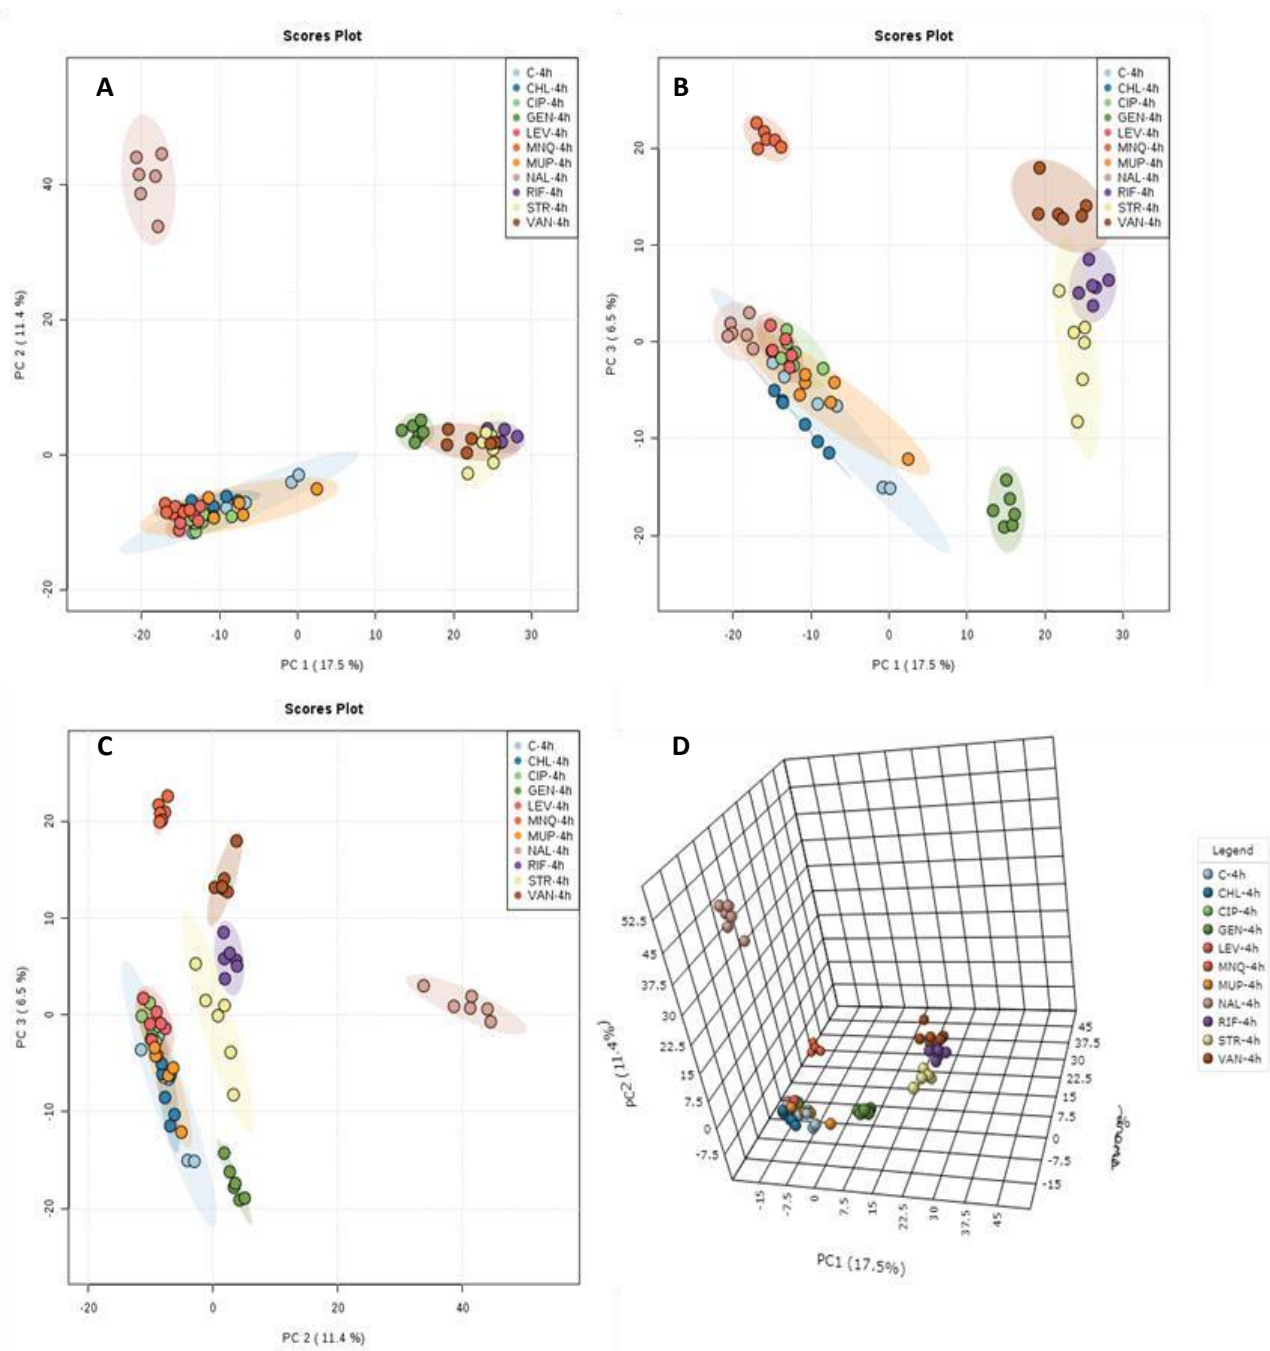 Scores Plot
A
C-4h
CHL-4h
CIP-4h
GEN-4h
LEV-4h
MNQ-4h
MUP-4h
NAL-4h
RIF-4h
STR-4h
VAN-4h
PC 2 ( 11.4 %)
40
20
0
-20
-20
-10
0
10
20
30
PC 1 ( 17.5 %)
Scores Plot
B
C-4h
CHL-4h
CIP-4h
GEN-4h
LEV-4h
MNQ-4h
MUP-4h
NAL-4h
RIF-4h
STR-4h
VAN-4h
PC 3 ( 6.5 %)
20
10
0
-10
-20
-20
-10
0
10
20
30
PC 1 ( 17.5 %)
Scores Plot
C
C-4h
CHL-4h
CIP-4h
GEN-4h
LEV-4h
MNQ-4h
MUP-4h
NAL-4h
RIF-4h
STR-4h
VAN-4h
PC 3 ( 6.5 %)
20
10
0
-10
-20
-20
0
20
40
PC 2 ( 11.4 %)
D
52.5
45
37.5
30
22.5
15
7.5
0
-7.5
PC2 (11.4%)
-15
-7.5
0
7.5
15
22.5
30
37.5
45
PC1 (17.5%)
45
37.5
30
22.5
15
7.5
0
-7.5
-15
Legend
C-4h
CHL-4h
CIP-4h
GEN-4h
LEV-4h
MNQ-4h
MUP-4h
NAL-4h
RIF-4h
STR-4h
VAN-4h